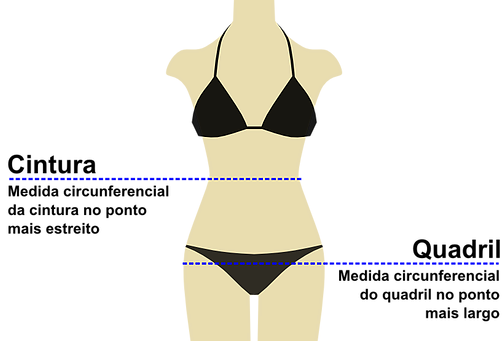 Cintura
Medida circunferencial
da cintura no ponto
mais estreito
Quadril
Medida circunferencial
do quadril no ponto
mais largo